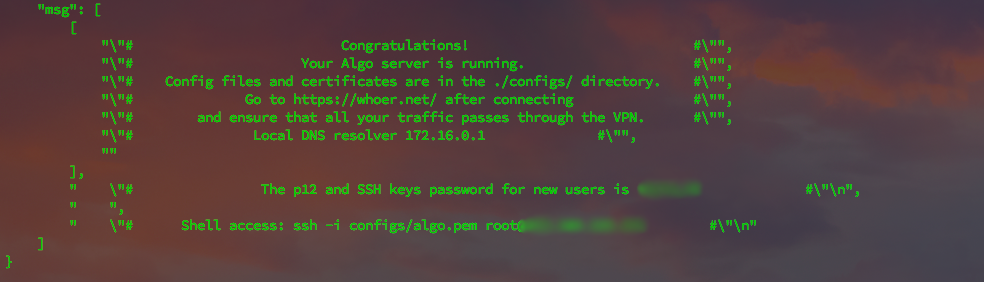 "msg": [
[
"\"# Congratulations! #\"",
"\"# Your Algo server is running. #\"",
"\"# Config files and certificates are in the ./configs/ directory. #\"",
"\"# Go to https://whoer.net/ after connecting #\"",
"\"# and ensure that all your traffic passes through the VPN. #\"",
"\"# Local DNS resolver 172.16.0.1 #\"",
""
],
" \"# The p12 and SSH keys password for new users is #\"\n",
" ",
" \"# Shell access: ssh -i configs/algo.pem root@ #\"\n"
]
}